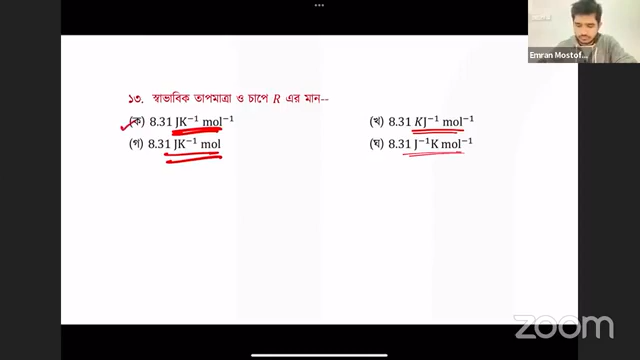 Emran Mostof...
১৩. স্বাভাবিক তাপমাত্রা ও চাপে R এর মান--
(ক) 8.31 JK⁻¹ mol⁻¹
(খ) 8.31 KJ⁻¹ mol⁻¹
(গ) 8.31 JK⁻¹ mol
(ঘ) 8.31 J⁻¹K mol⁻¹
zoom